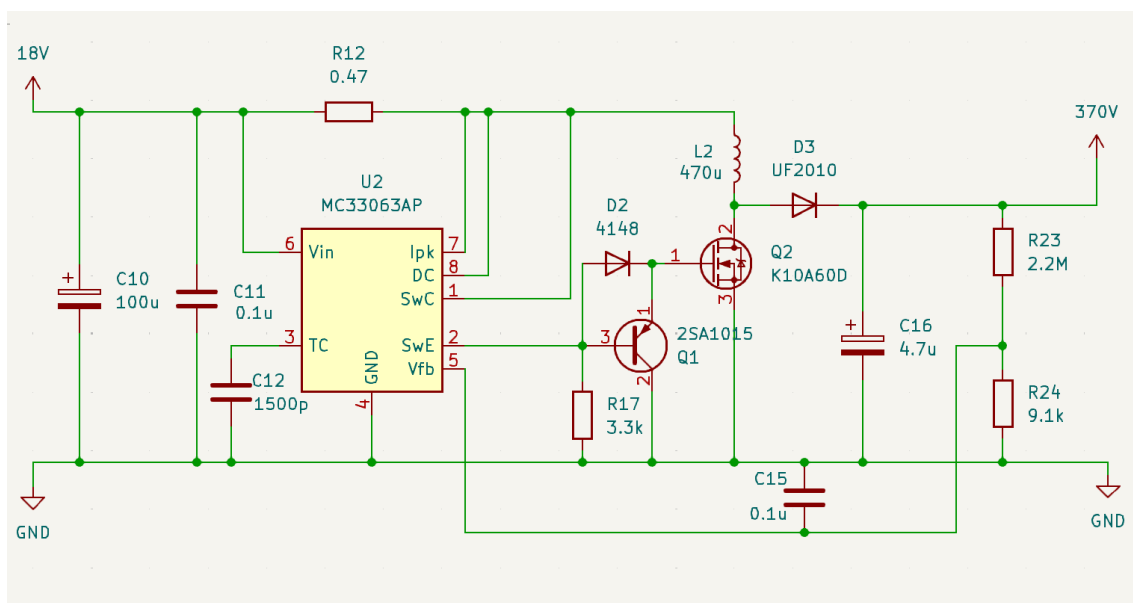 18V
R12
0.47
370V
L2
470u
D3
UF2010
U2
MC33063AP
D2
4148
6
Vin
Ipk
7
DC
8
SwC
1
3
TC
SwE
2
Vfb
5
GND
4
C10
100u
C11
0.1u
C12
1500p
1
2
3
Q2
K10A60D
R23
2.2M
3
1
2
2SA1015
Q1
C16
4.7u
R17
3.3k
R24
9.1k
C15
0.1u
GND
GND